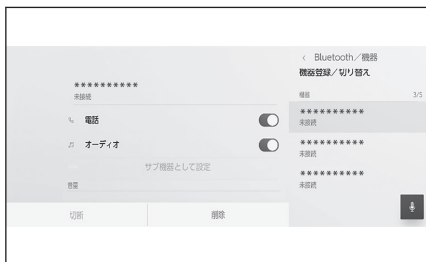 **********
未接続
電話
オーディオ
サブ機器として設定
切断
削除
< Bluetooth／機器
機器登録／切り替え
機器
3/5
**********
未接続
**********
未接続
**********
未接続